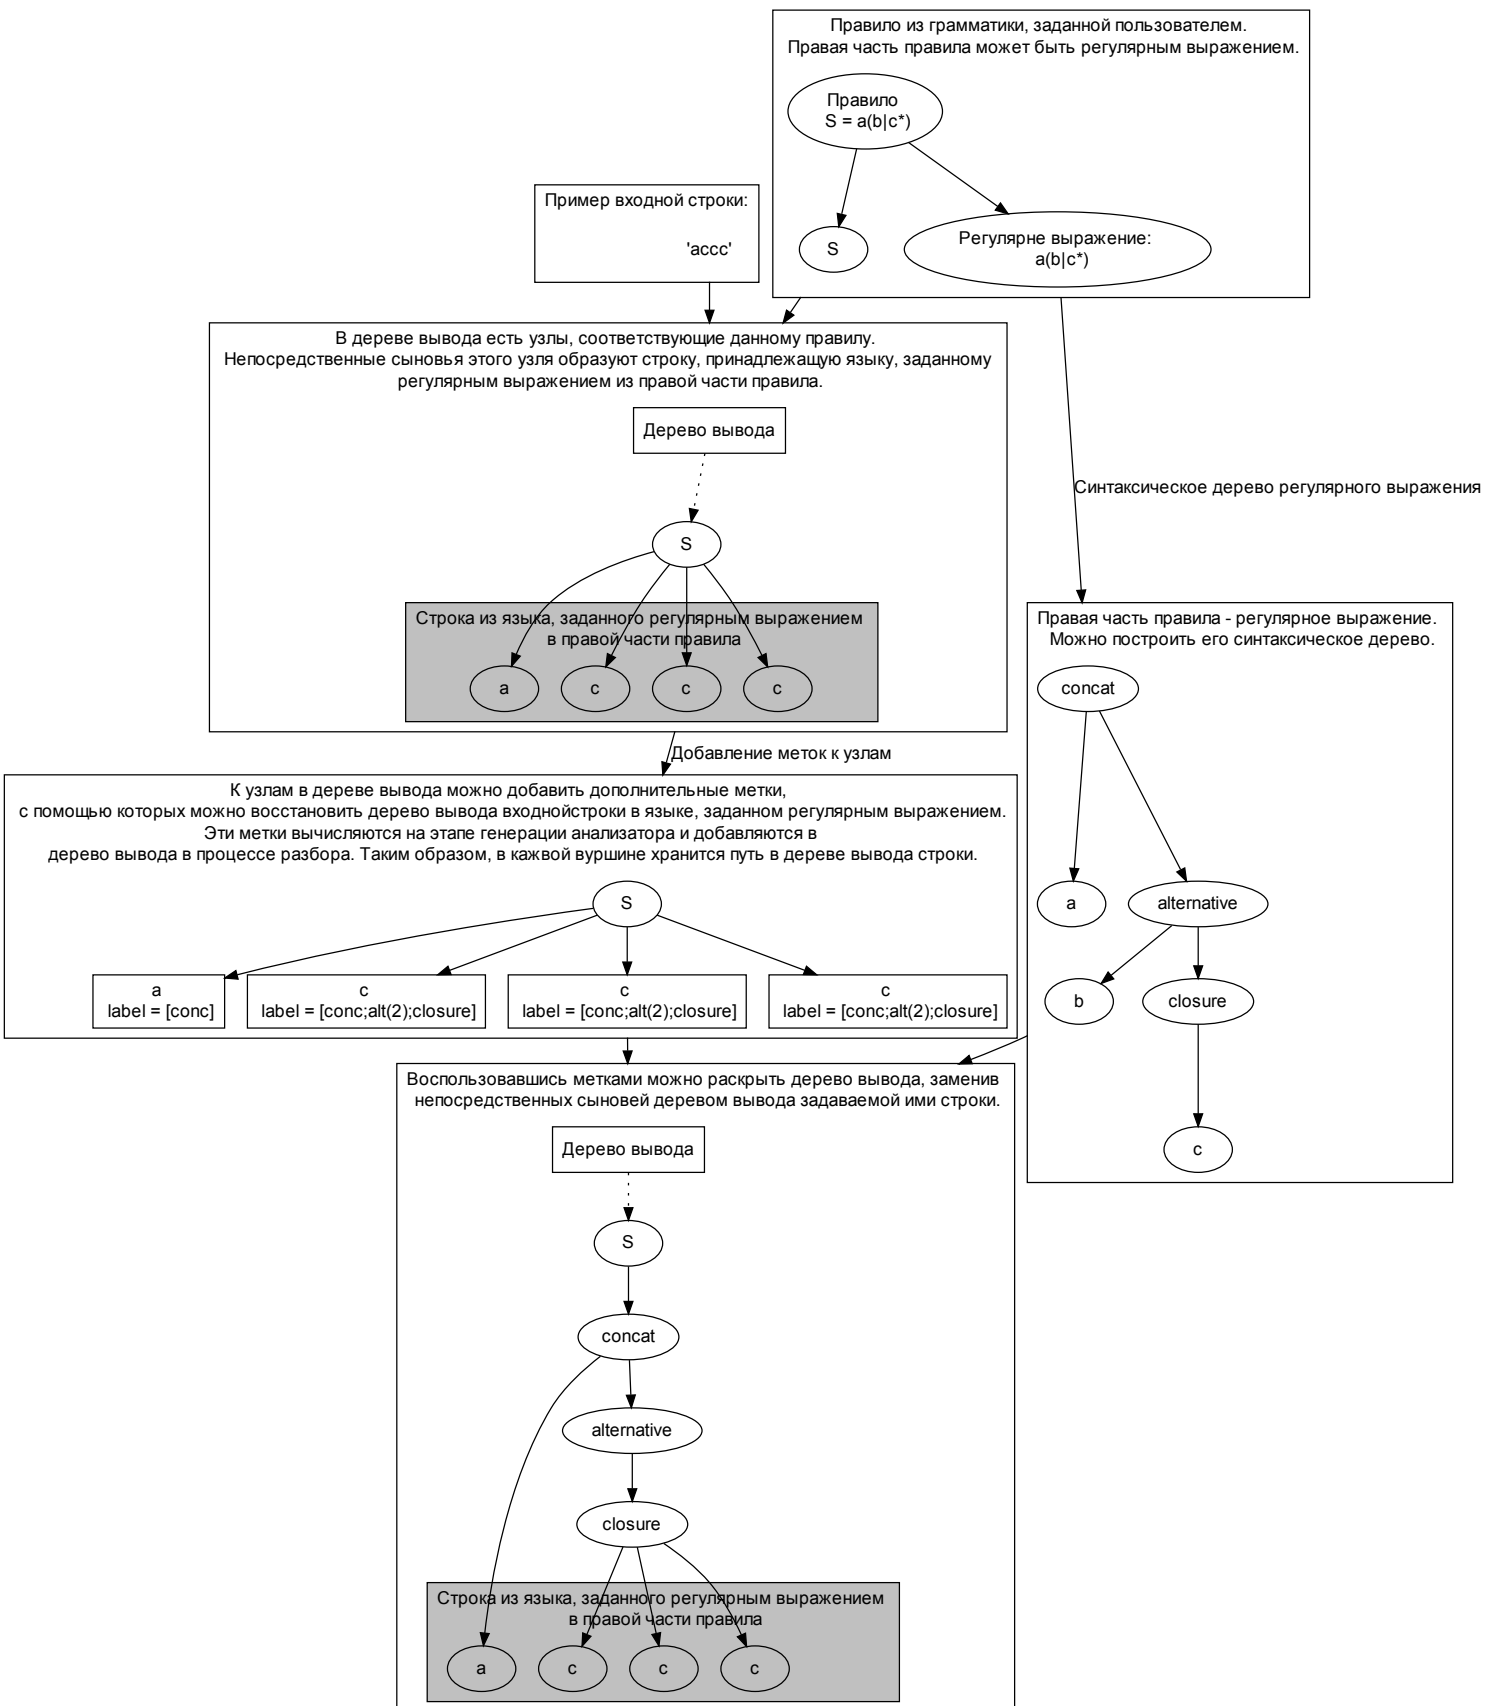 Правило из грамматики, заданной пользователем.
Правая часть правила может быть регулярным выражением.
Правило
S = a(b|c*)
S
Регулярне выражение:
a(b|c*)
Пример входной строки:
'accc'
В дереве вывода есть узлы, соответствующие данному правилу.
Непосредственные сыновья этого узля образуют строку, принадлежащую языку, заданному
регулярным выражением из правой части правила.
Дерево вывода
S
Строка из языка, заданного регулярным выражением
в правой части правила
a
c
c
c
Синтаксическое дерево регулярного выражения
Правая часть правила - регулярное выражение.
Можно построить его синтаксическое дерево.
concat
a
alternative
b
closure
c
Добавление меток к узлам
К узлам в дереве вывода можно добавить дополнительные метки,
с помощью которых можно восстановить дерево вывода входнойстроки в языке, заданном регулярным выражением.
Эти метки вычисляются на этапе генерации анализатора и добавляются в
дерево вывода в процессе разбора. Таким образом, в кажвой вуршине хранится путь в дереве вывода строки.
S
a
label = [conc]
c
label = [conc;alt(2);closure]
c
label = [conc;alt(2);closure]
c
label = [conc;alt(2);closure]
Воспользовавшись метками можно раскрыть дерево вывода, заменив
непосредственных сыновей деревом вывода задаваемой ими строки.
Дерево вывода
S
concat
alternative
closure
Строка из языка, заданного регулярным выражением
в правой части правила
a
c
c
c